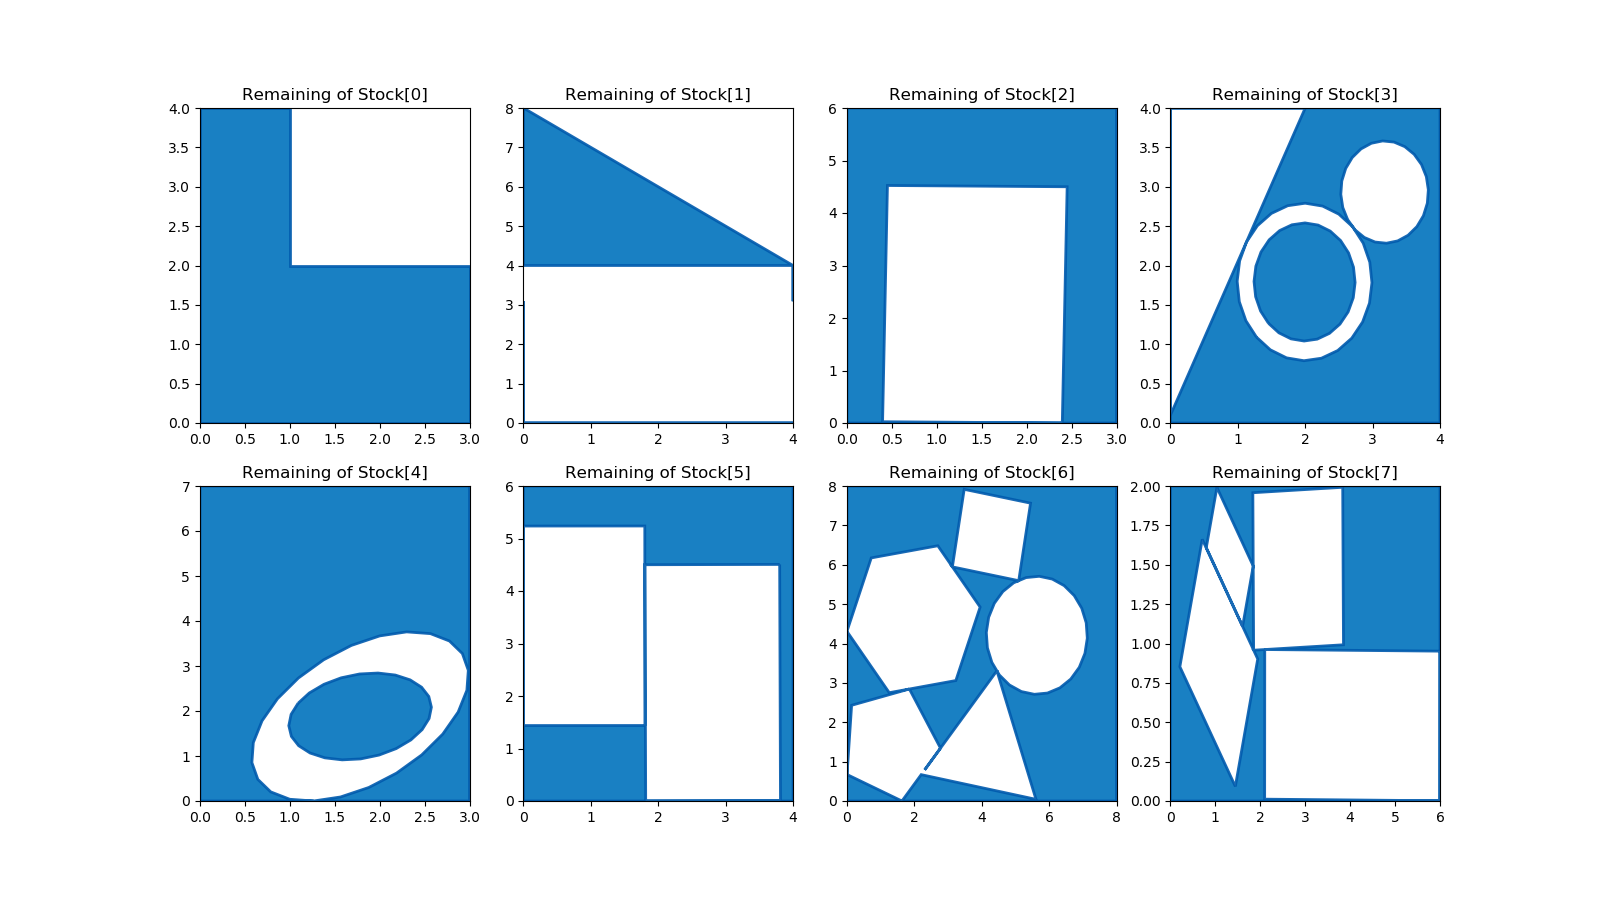 Remaining of Stock[0] Remaining of Stock[1] Remaining of Stock[2] Remaining of Stock[3]
4.0 8 6 4.0
3.5 7 3.5
5
3.0 6 3.0
2.5 5 4 2.5
2.0 4 3 2.0
1.5 3 1.5
2
1.0 2 1.0
0.5 1 1 0.5
0.0 0 0 0.0
0.0 0.5 1.0 1.5 2.0 2.5 3.0 0 1 2 3 4 0.0 0.5 1.0 1.5 2.0 2.5 3.0 0 1 2 3 4
Remaining of Stock[4] Remaining of Stock[5] Remaining of Stock[6] Remaining of Stock[7]
7 6 8 2.00
6 5 7 1.75
5 6 1.50
4 4 5 1.25
3 3 4 1.00
2 2 3 0.75
2 0.50
1 1 1 0.25
0 0 0 0.00
0.0 0.5 1.0 1.5 2.0 2.5 3.0 0 1 2 3 4 0 2 4 6 8 0 1 2 3 4 5 6